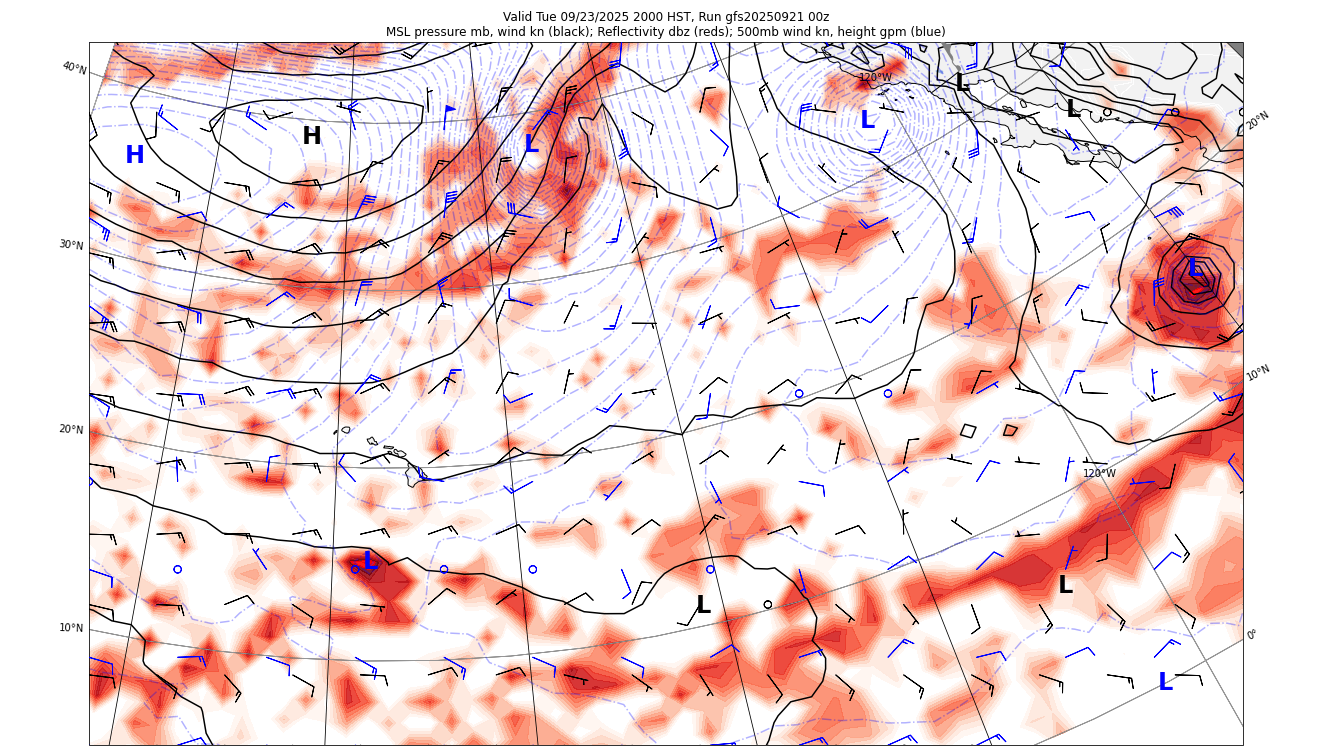 Valid Tue 09/23/2025 2000 HST, Run gfs20250921 00z
MSL pressure mb, wind kn (black); Reflectivity dbz (reds); 500mb wind kn, height gpm (blue)
40°N
120°W
L
L
L
20°N
H
H
L
30°N
L
10°N
20°N
120°W
L
L
L
10°N
0°
L